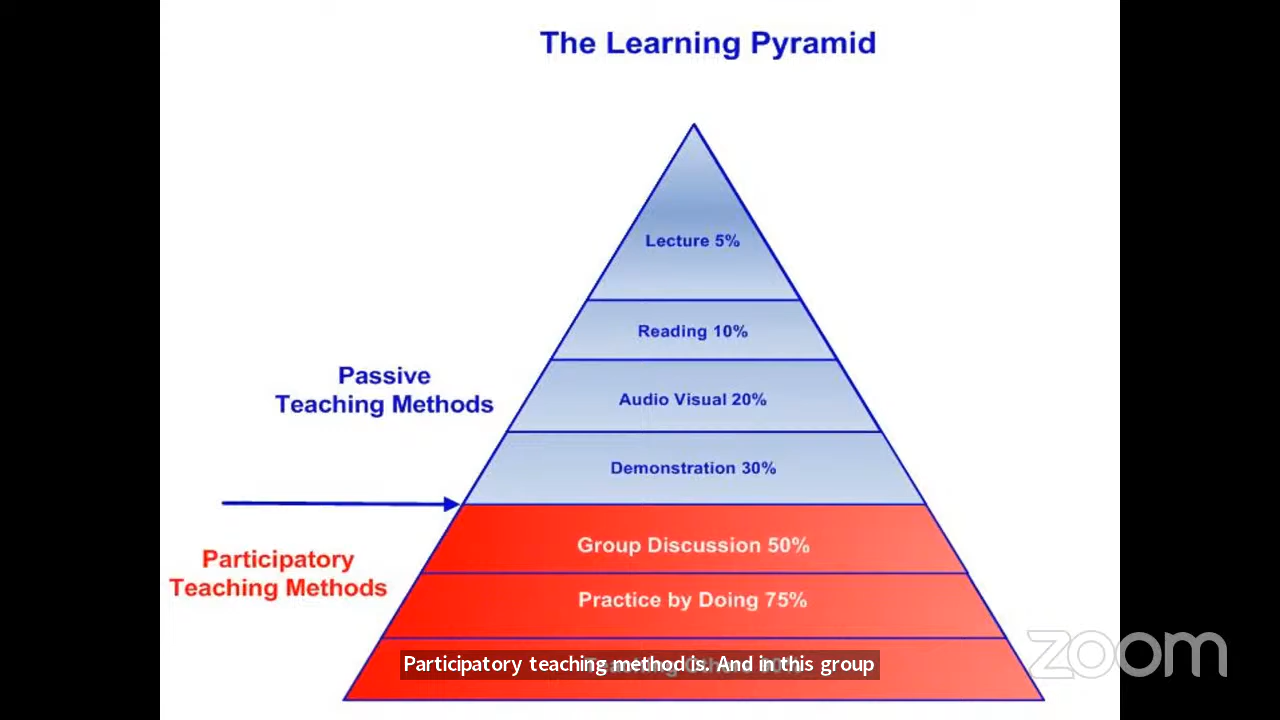 The Learning Pyramid
Lecture 5%
Reading 10%
Passive
Teaching Methods
Audio Visual 20%
Demonstration 30%
Group Discussion 50%
Participatory
Teaching Methods
Practice by Doing 75%
Participatory teaching method is. And in this group
zoom